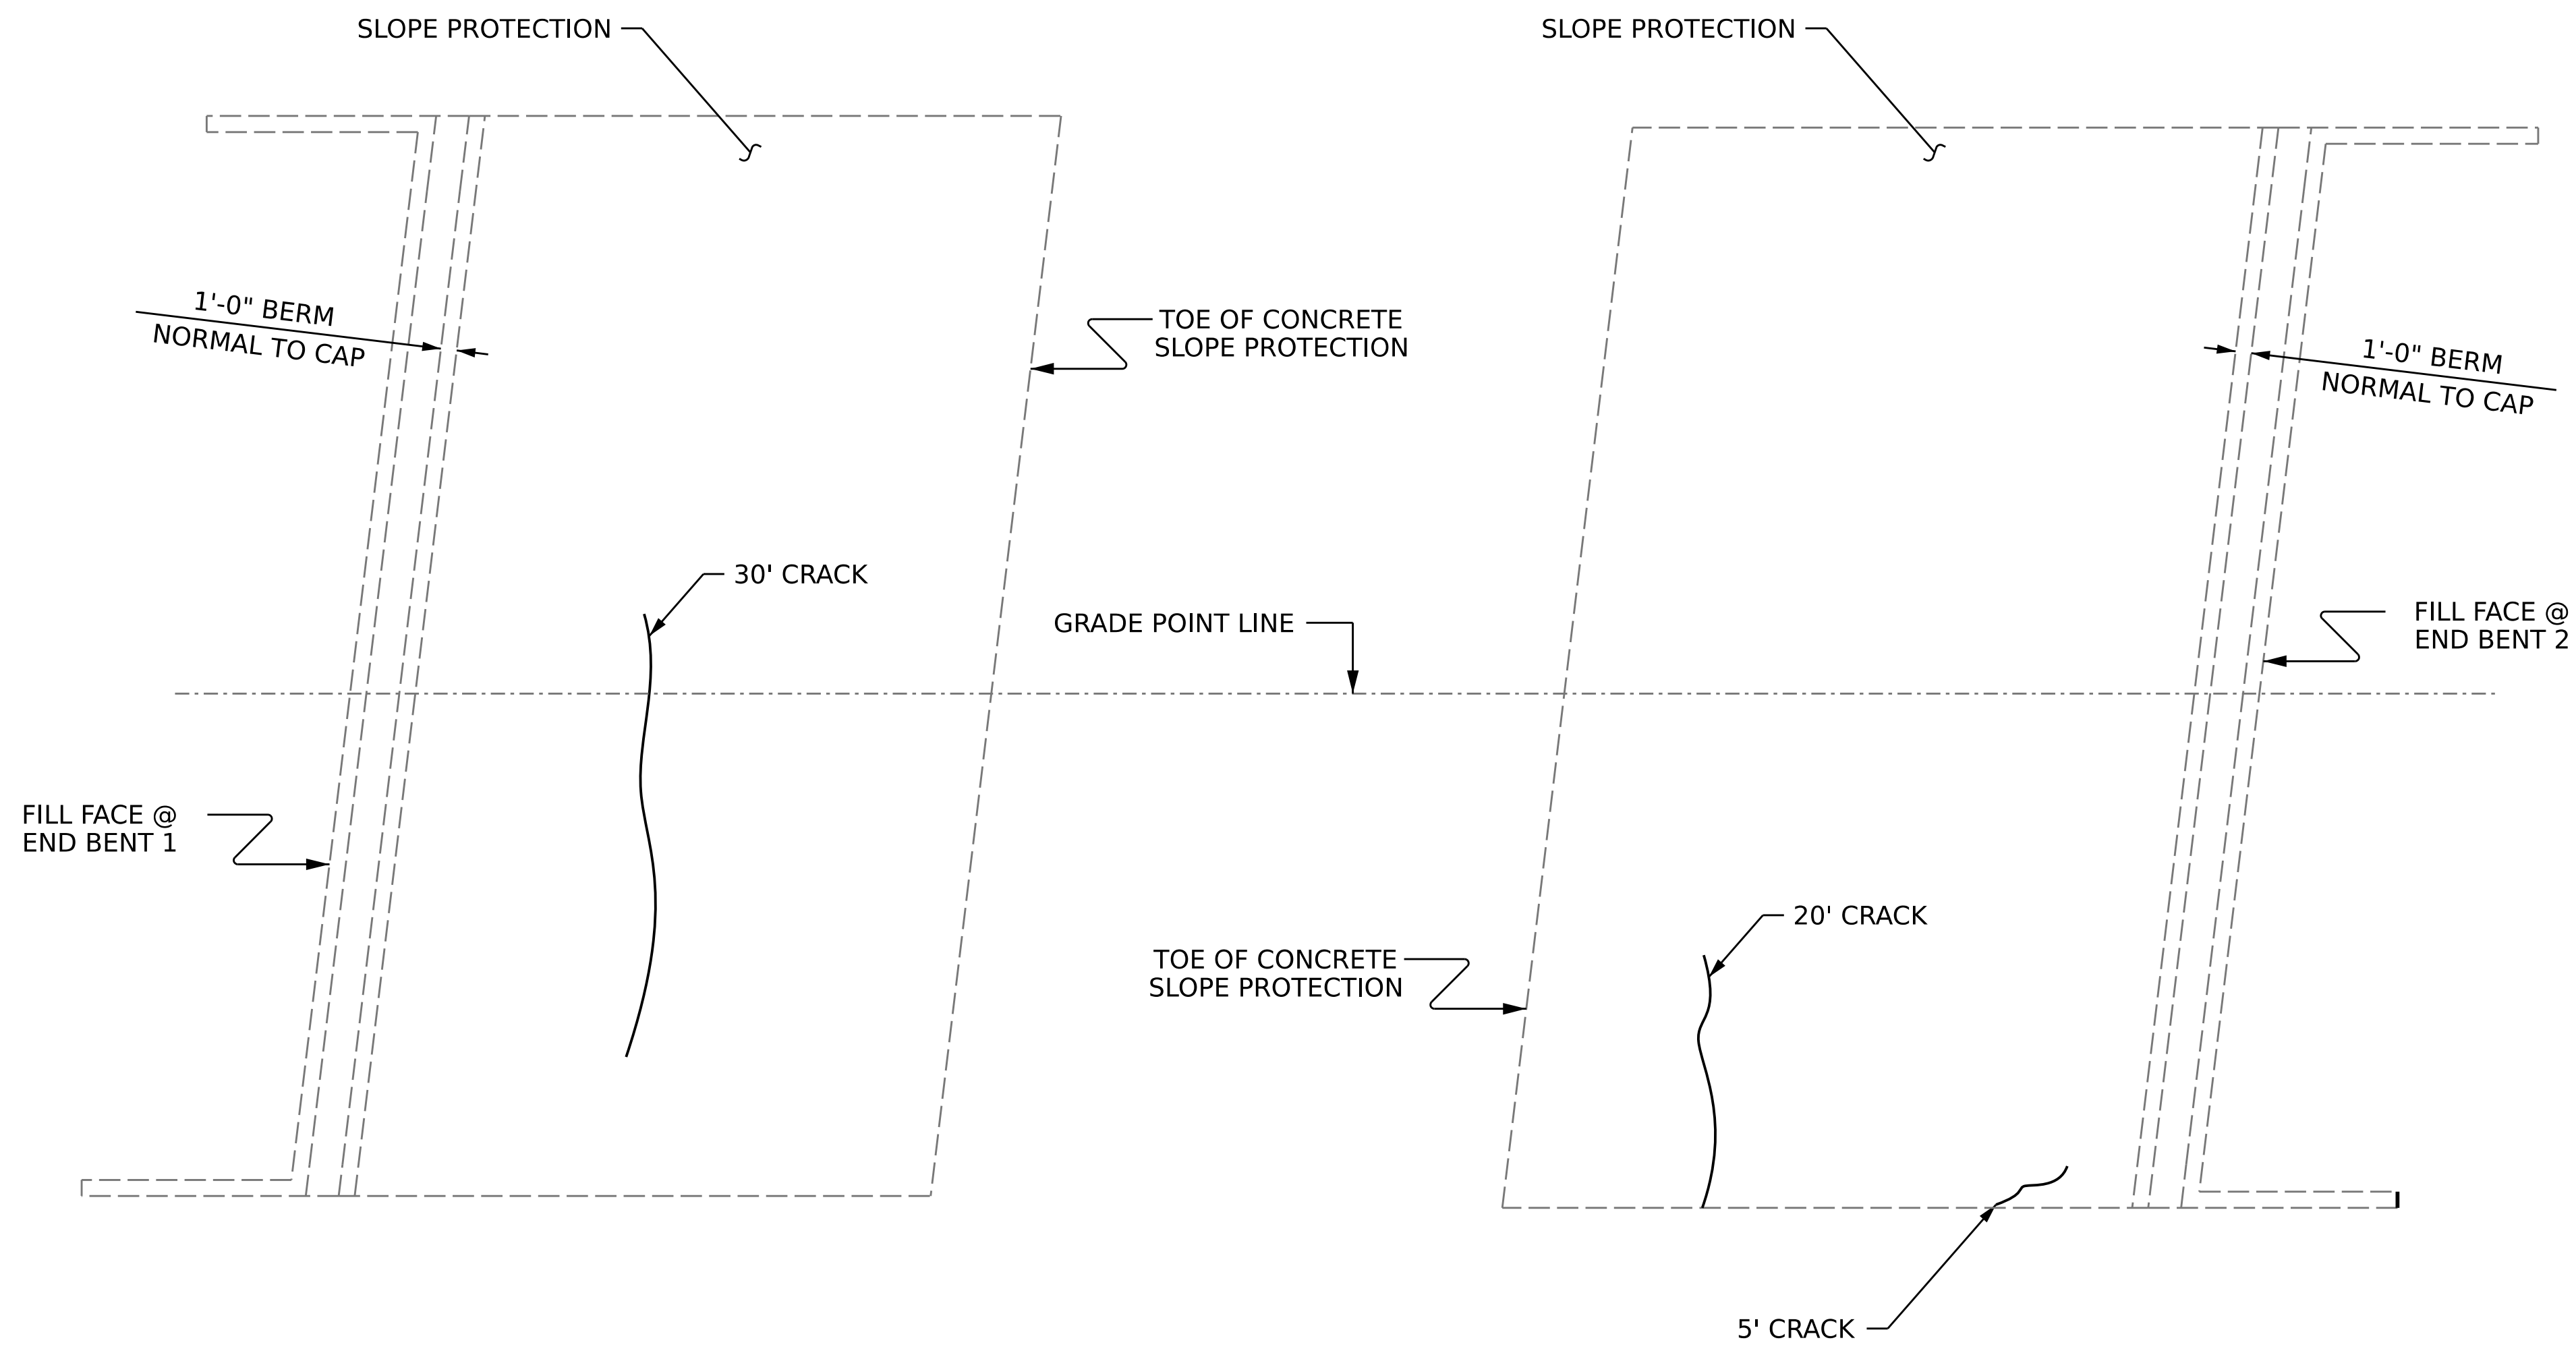 SLOPE PROTECTION
SLOPE PROTECTION
1'-0" BERM
NORMAL TO CAP
TOE OF CONCRETE
SLOPE PROTECTION
1'-0" BERM
NORMAL TO CAP
30' CRACK
GRADE POINT LINE
FILL FACE @
END BENT 2
FILL FACE @
END BENT 1
20' CRACK
TOE OF CONCRETE
SLOPE PROTECTION
5' CRACK